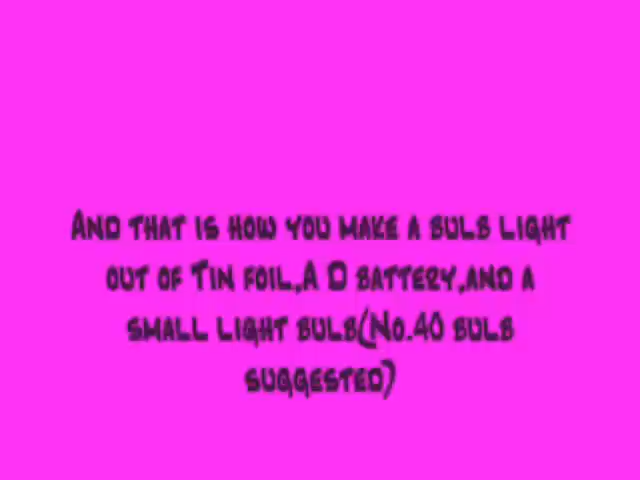 And that is how you make a bulb light
out of Tin foil,A D battery,and a
small light bulb(No.40 bulb
suggested)